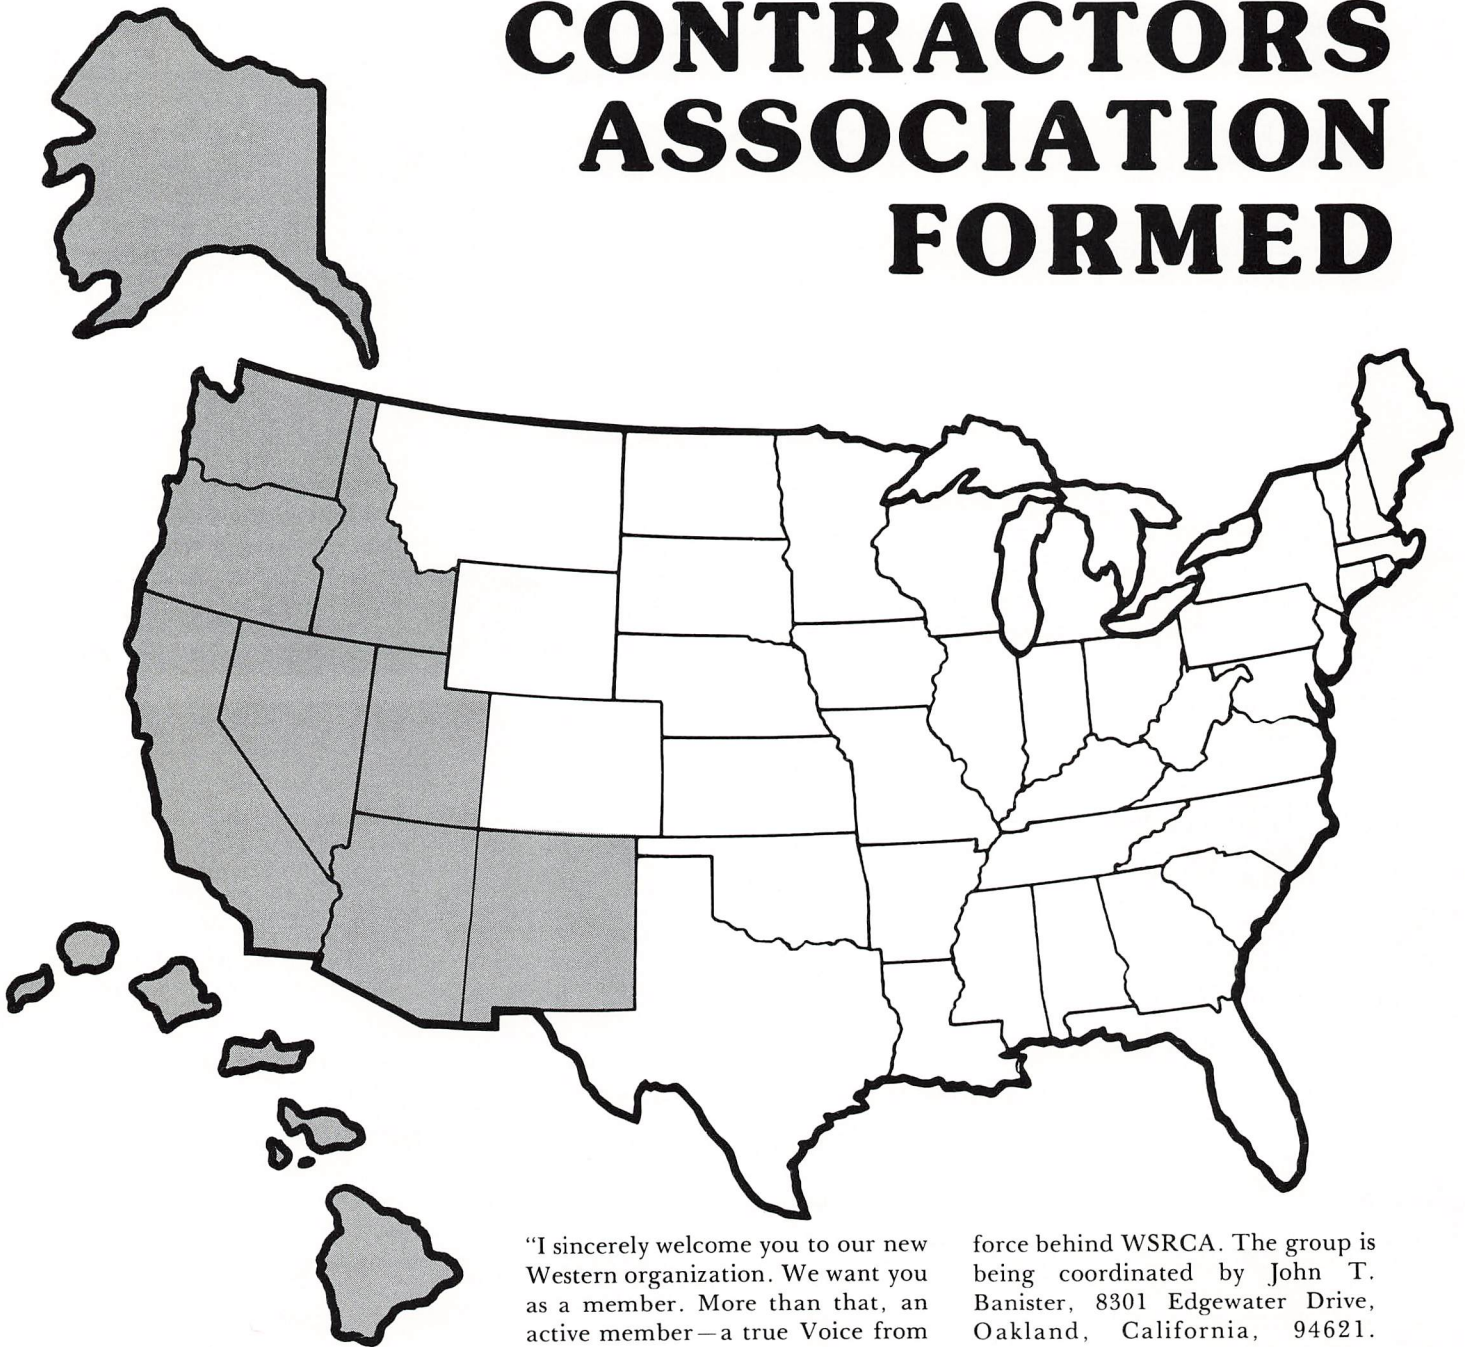 CONTRACTORS
ASSOCIATION
FORMED
“I sincerely welcome you to our new
Western organization. We want you
as a member. More than that, an
active member—a true Voice from
force behind WSRCA. The group is
being coordinated by John T.
Banister, 8301 Edgewater Drive,
Oakland, California, 94621.